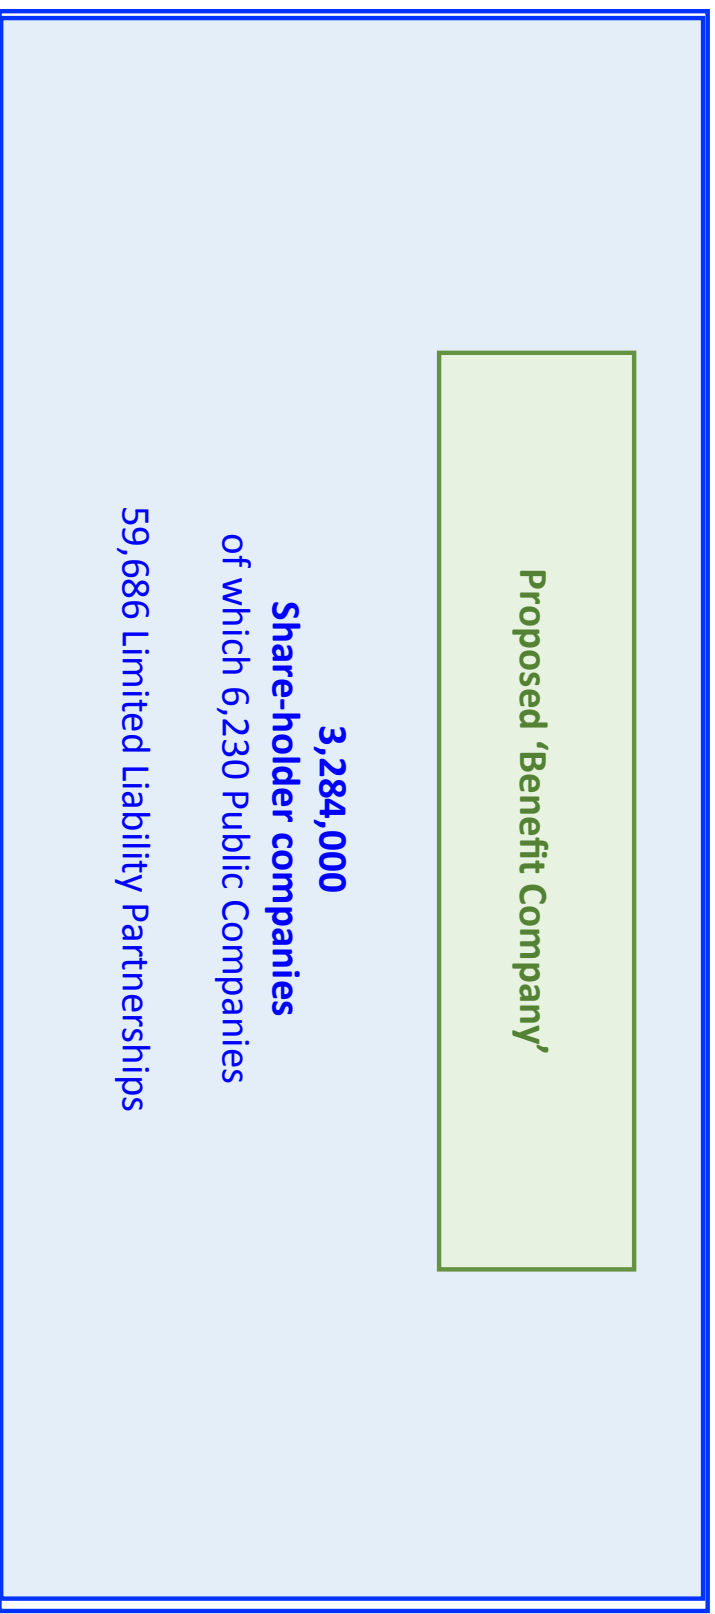 Proposed ‘Benefit Company’
3,284,000
Share-holder companies
of which 6,230 Public Companies
59,686 Limited Liability Partnerships